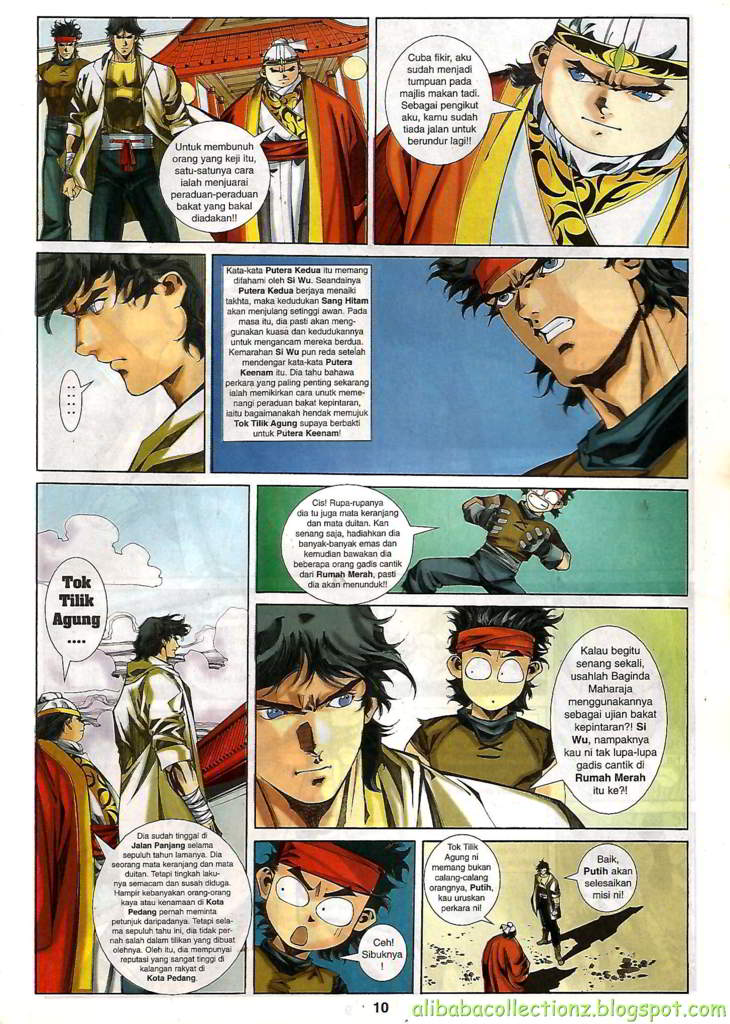 Untuk membunuh
orang yang keji itu,
satu-satunya cara
ialah menjuarai
peraduan-peraduan
bakat yang bakal
diadakan!!
Cuba fikir, aku
sudah menjadi
tumpuan pada
majlis makan tadi.
Sebagai pengikut
aku, kamu sudah
tiada jalan untuk
berundur lagi!!
Kata-kata Putera Kedua itu memang
difahami oleh Si Wu. Seandainya
Putera Kedua berjaya menaiki
takhta, maka kedudukan Sang Hitam
akan menjulang setinggi awan. Pada
masa itu, dia pasti akan meng-
gunakan kuasa dan kedudukannya
untuk mengancam mereka berdua.
Kemarahan Si Wu pun reda setelah
mendengar kata-kata Putera
Keenam itu. Dia tahu bahawa
perkara yang paling penting sekarang
ialah memikirkan cara unutk meme-
nangi peraduan bakat kepintaran,
iaitu bagaimanakah hendak memujuk
Tok Tilik Agung supaya berbakti
untuk Putera Keenam!
Tok
Tilik
Agung
....
Dia sudah tinggal di
Jalan Panjang selama
sepuluh tahun lamanya. Dia
seorang mata keranjang dan mata
duitan. Tetapi tingkah laku-
nya semacam dan susah diduga.
Hampir kebanyakan orang-orang
kaya atau kenamaan di Kota
Pedang pernah meminta
petunjuk daripadanya. Tetapi sela-
ma sepuluh tahu ini, dia tidak per-
nah salah dalam tilikan yang dibuat
olehnya. Oleh itu, dia mempunyai
reputasi yang sangat tinggi di
kalangan rakyat di
Kota Pedang.
Cis! Rupa-rupanya
dia tu juga mata keranjang
dan mata duitan. Kan
senang saja, hadiahkan dia
banyak-banyak emas dan
kemudian bawakan dia
beberapa orang gadis cantik
dari Rumah Merah, pasti
dia akan menunduk!!
Kalau begitu
senang sekali,
usahlah Baginda
Maharaja
menggunakannya
sebagai ujian bakat
kepintaran?! Si
Wu, nampaknya
kau ni tak lupa-lupa
gadis cantik di
Rumah Merah
itu ke?!
Ceh!
Sibuknya
!
Tok Tilik
Agung ni
memang bukan
calang-calang
orangnya, Putih,
kau uruskan
perkara ni!
Baik,
Putih akan
selesaikan
misi ni!
10
alibabacollectionz.blogspot.com